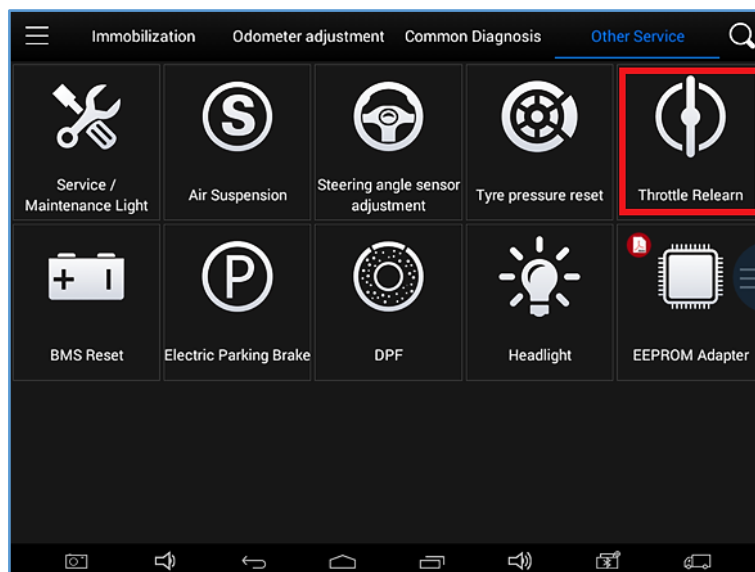 Immobilization Odometer adjustment Common Diagnosis Other Service
S
Service /
Maintenance Light
Air Suspension
Steering angle sensor
adjustment
Tyre pressure reset
Throttle Relearn
P
BMS Reset
Electric Parking Brake
DPF
Headlight
EEPROM Adapter